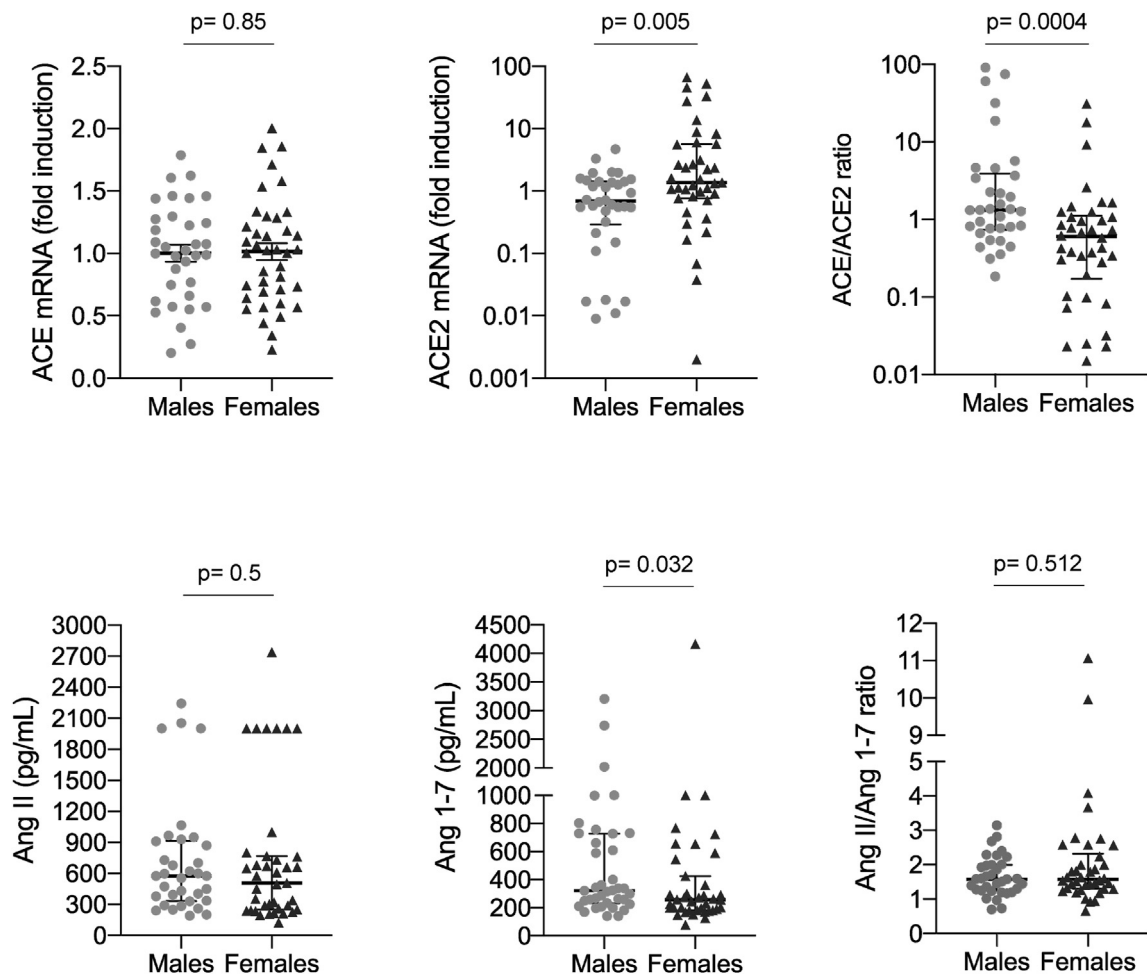 p= 0.85
ACE mRNA (fold induction)
2.5
2.0
1.5
1.0
0.5
0.0
Males Females
p= 0.005
ACE2 mRNA (fold induction)
100
10
1
0.1
0.01
0.001
Males Females
p= 0.0004
ACE/ACE2 ratio
100
10
1
0.1
0.01
Males Females
p= 0.5
Ang II (pg/mL)
3000
2700
2400
2100
1800
1500
1200
900
600
300
0
Males Females
p= 0.032
Ang 1-7 (pg/mL)
4500
4000
3500
3000
2500
2000
1000
800
600
400
200
0
Males Females
p= 0.512
Ang II/Ang 1-7 ratio
12
11
10
9
5
4
3
2
1
0
Males Females